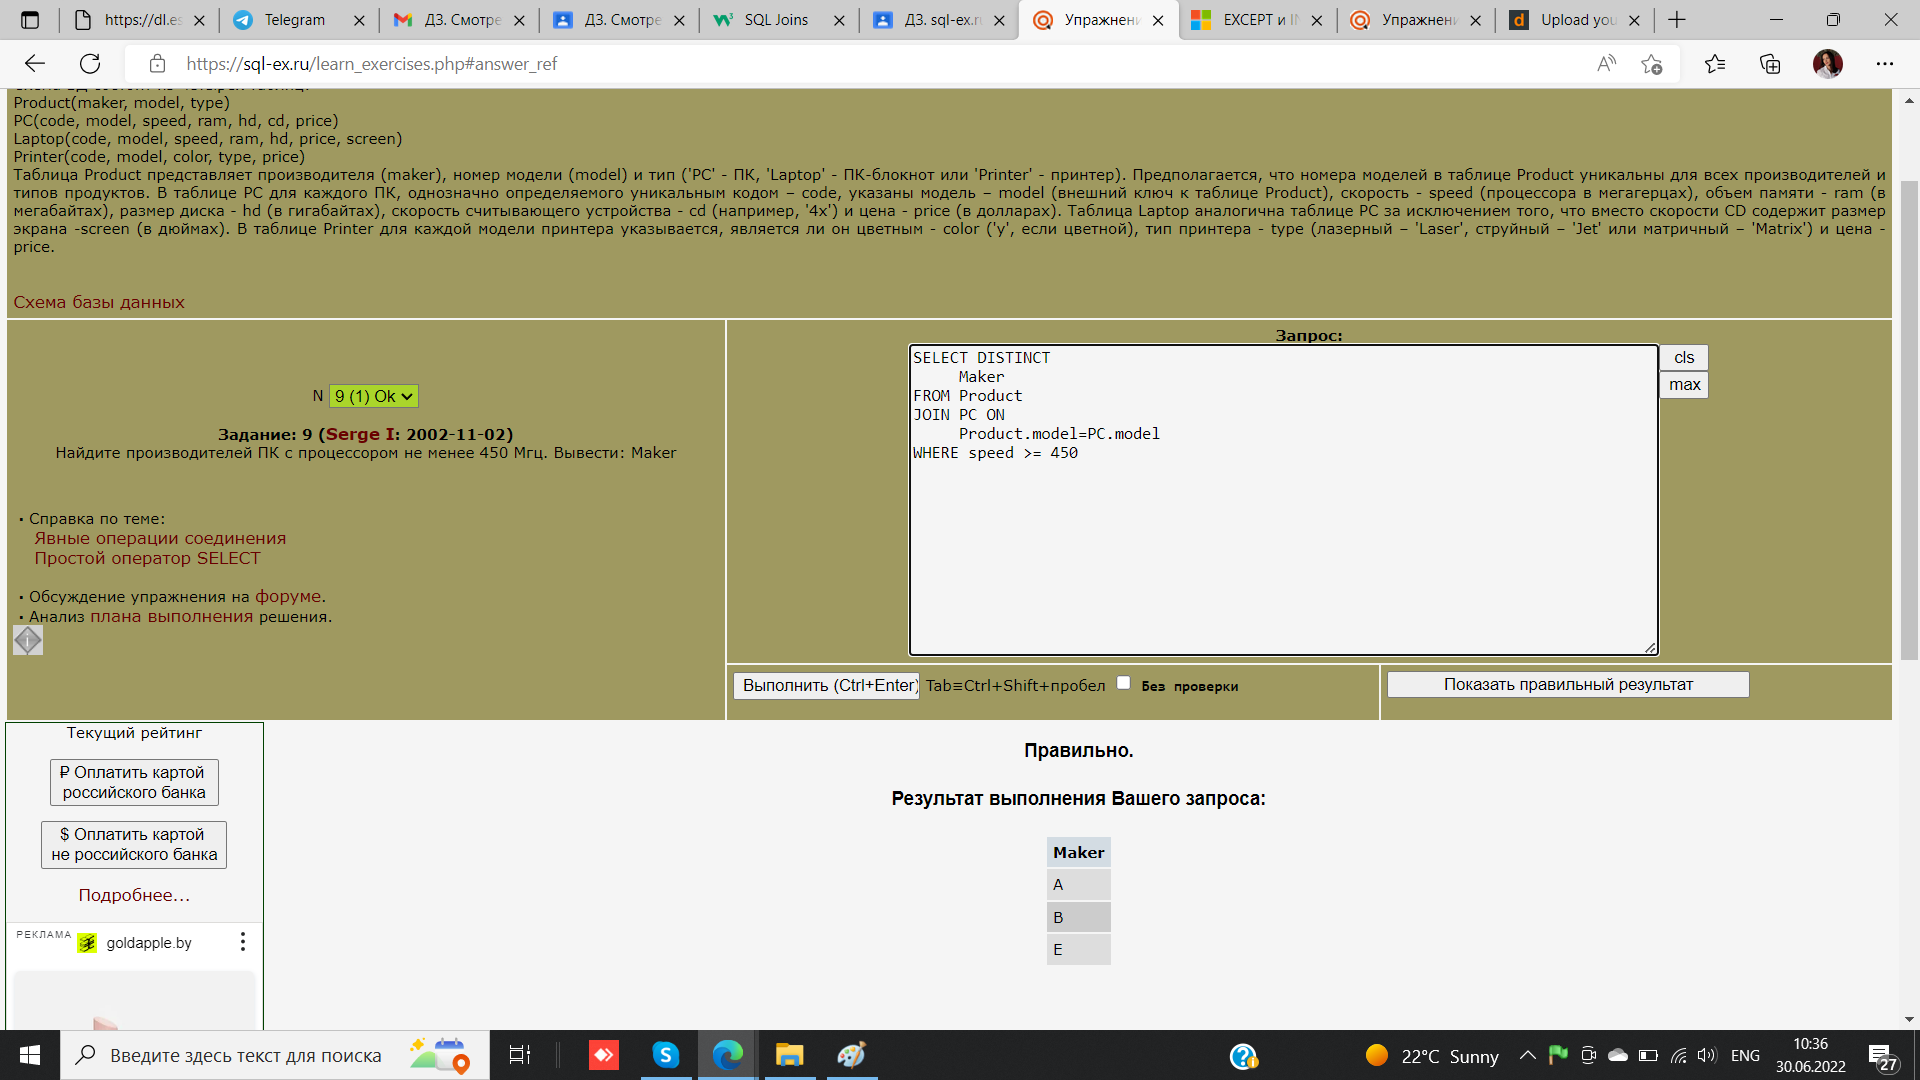 https://dl.es
Telegram
ДЗ. Смотре
ДЗ. Смотре
SQL Joins
ДЗ. sql-ex.ru
Упражнени
EXCEPT и IN
Упражнени
Upload you
https://sql-ex.ru/learn_exercises.php#answer_ref
Product(maker, model, type)
PC(code, model, speed, ram, hd, cd, price)
Laptop(code, model, speed, ram, hd, price, screen)
Printer(code, model, color, type, price)
Таблица Product представляет производителя (maker), номер модели (model) и тип ('PC' - ПК, 'Laptop' - ПК-блокнот или 'Printer' - принтер). Предполагается, что номера моделей в таблице Product уникальны для всех производителей и
типов продуктов. В таблице PC для каждого ПК, однозначно определяемого уникальным кодом – code, указаны модель – model (внешний ключ к таблице Product), скорость - speed (процессора в мегагерцах), объем памяти - ram (в
мегабайтах), размер диска - hd (в гигабайтах), скорость считывающего устройства - cd (например, '4x') и цена - price (в долларах). Таблица Laptop аналогична таблице РС за исключением того, что вместо скорости CD содержит размер
экрана -screen (в дюймах). В таблице Printer для каждой модели принтера указывается, является ли он цветным - color ('y', если цветной), тип принтера - type (лазерный – 'Laser', струйный – 'Jet' или матричный – 'Matrix') и цена -
price.
Схема базы данных
N 9 (1) Ok
Задание: 9 (Serge I: 2002-11-02)
Найдите производителей ПК с процессором не менее 450 Мгц. Вывести: Maker
• Справка по теме:
Явные операции соединения
Простой оператор SELECT
• Обсуждение упражнения на форуме.
• Анализ плана выполнения решения.
Запрос:
SELECT DISTINCT
Maker
FROM Product
JOIN PC ON
Product.model=PC.model
WHERE speed >= 450
cls
max
Выполнить (Ctrl+Enter)
Tab≡Ctrl+Shift+пробел
Без проверки
Показать правильный результат
Текущий рейтинг
₽ Оплатить картой
российского банка
$ Оплатить картой
не российского банка
Подробнее...
РЕКЛАМА
goldapple.by
Правильно.
Результат выполнения Вашего запроса:
Maker
A
B
E
Введите здесь текст для поиска
22°C Sunny
ENG
10:36
30.06.2022
27